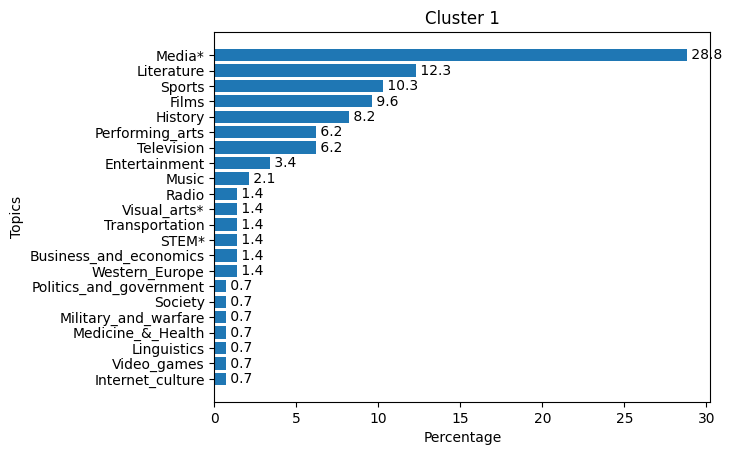 Cluster 1
Topics
Media* 28.8
Literature 12.3
Sports 10.3
Films 9.6
History 8.2
Performing_arts 6.2
Television 6.2
Entertainment 3.4
Music 2.1
Radio 1.4
Visual_arts* 1.4
Transportation 1.4
STEM* 1.4
Business_and_economics 1.4
Western_Europe 1.4
Politics_and_government 0.7
Society 0.7
Military_and_warfare 0.7
Medicine_&_Health 0.7
Linguistics 0.7
Video_games 0.7
Internet_culture 0.7
0 5 10 15 20 25 30
Percentage